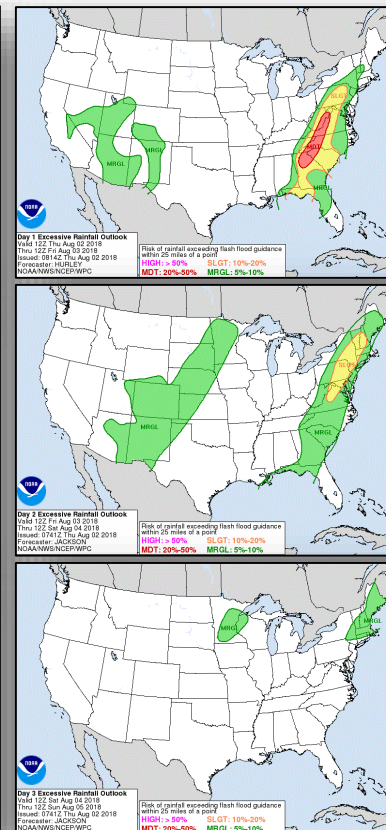 SLGT
MRGL
MRGL
MDT
MRGL
noaa
Day 1 Excessive Rainfall Outlook
Valid 12Z Thu Aug 02 2018
Thru 12Z Fri Aug 03 2018
Issued: 0814Z Thu Aug 02 2018
Forecaster: HURLEY
NOAA/NWS/NCEP/WPC
Risk of rainfall exceeding flash flood guidance
within 25 miles of a point
HIGH: > 50% SLGT: 10%-20%
MDT: 20%-50% MRGL: 5%-10%
SLGT
MRGL
MRGL
noaa
Day 2 Excessive Rainfall Outlook
Valid 12Z Fri Aug 03 2018
Thru 12Z Sat Aug 04 2018
Issued: 0741Z Thu Aug 02 2018
Forecaster: JACKSON
NOAA/NWS/NCEP/WPC
Risk of rainfall exceeding flash flood guidance
within 25 miles of a point
HIGH: > 50% SLGT: 10%-20%
MDT: 20%-50% MRGL: 5%-10%
MRGL
MRGL
noaa
Day 3 Excessive Rainfall Outlook
Valid 12Z Sat Aug 04 2018
Thru 12Z Sun Aug 05 2018
Issued: 0741Z Thu Aug 02 2018
Forecaster: JACKSON
NOAA/NWS/NCEP/WPC
Risk of rainfall exceeding flash flood guidance
within 25 miles of a point
HIGH: > 50% SLGT: 10%-20%
MDT: 20%-50% MRGL: 5%-10%